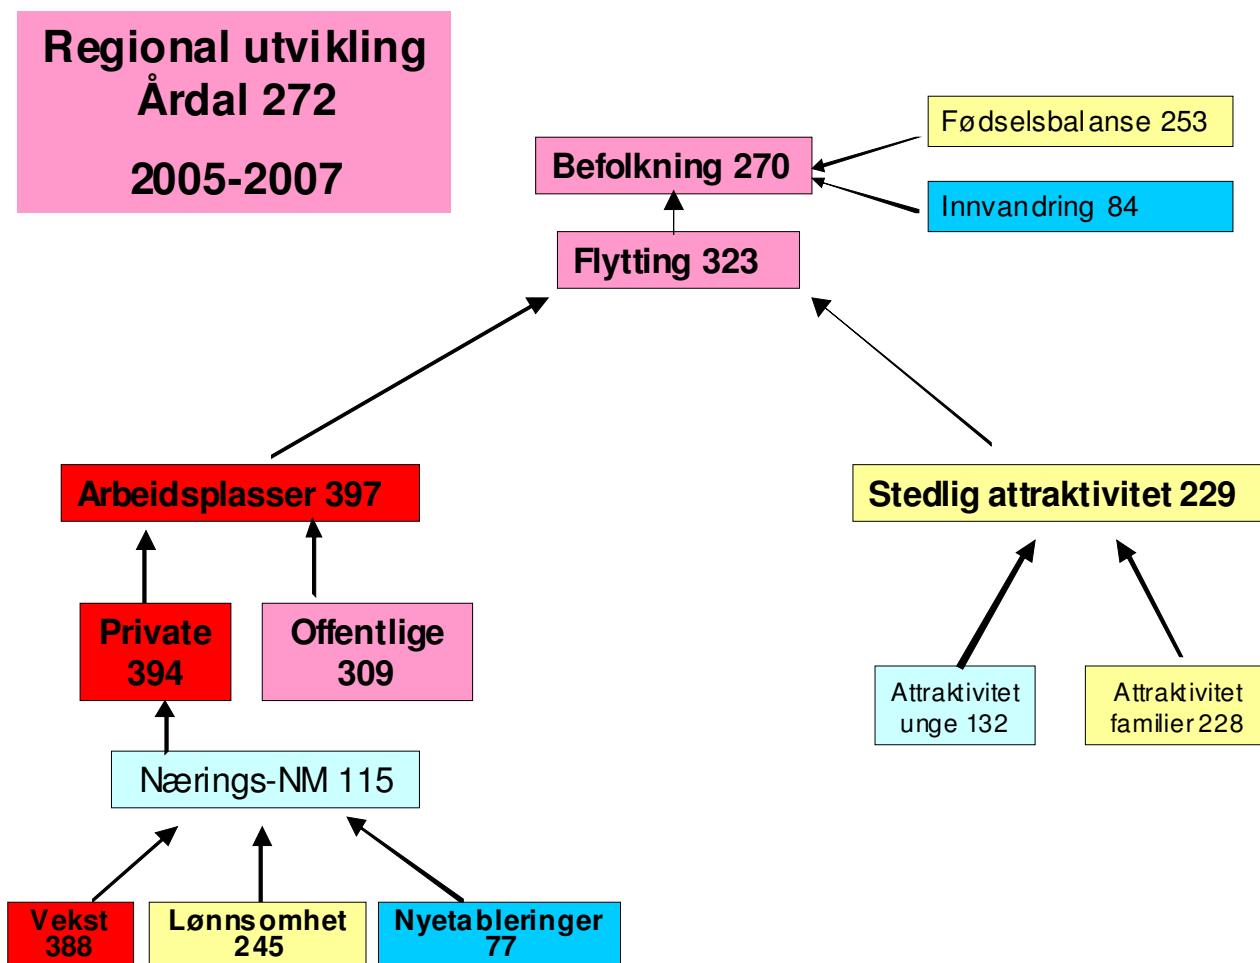 Regional utvikling
Årdal 272
2005-2007
Fødselsbalanse 253
Befolkning 270
Innvandring 84
Flytting 323
Arbeidsplasser 397
Stedlig attraktivitet 229
Private
394
Offentlige
309
Attraktivitet
unge 132
Attraktivitet
familier 228
Nærings-NM 115
Vekst
388
Lønnsomhet
245
Nyetableringer
77